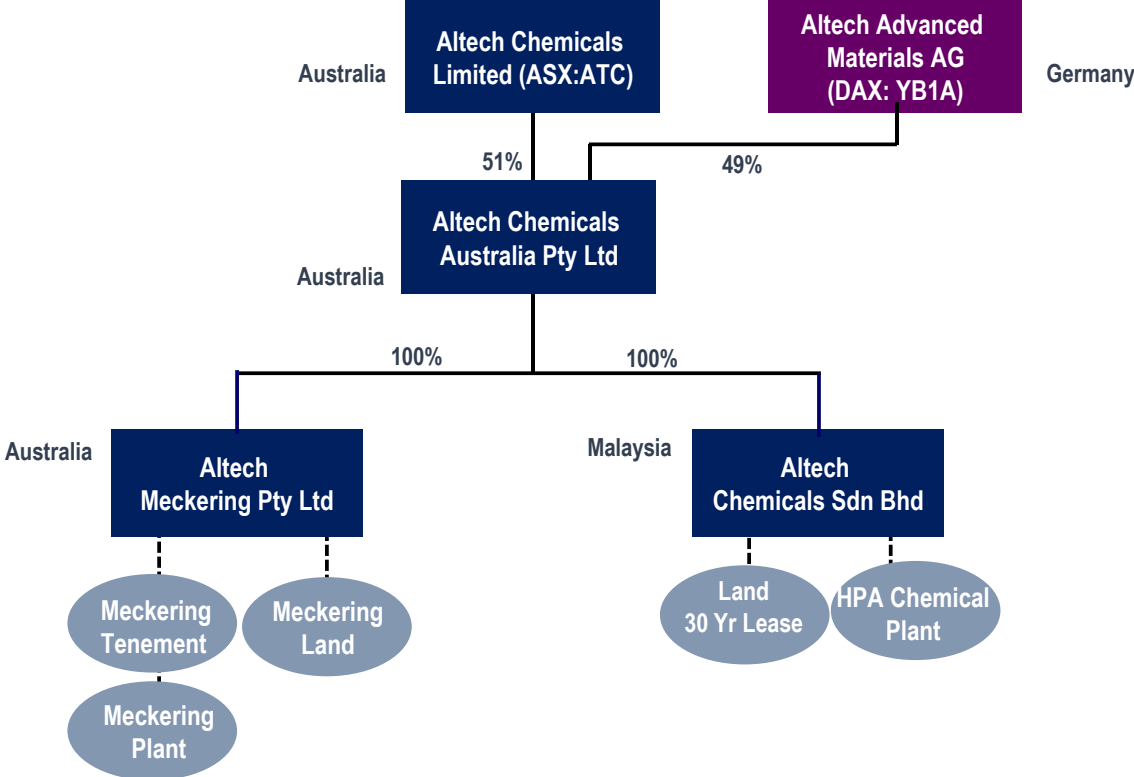 Altech Chemicals
Limited (ASX:ATC)
Altech Advanced
Materials AG
(DAX: YB1A)
Australia
Germany
51%
49%
Altech Chemicals
Australia Pty Ltd
Australia
100%
100%
Australia
Malaysia
Altech
Meckering Pty Ltd
Altech
Chemicals Sdn Bhd
Meckering
Tenement
Meckering
Land
Land
30 Yr Lease
HPA Chemical
Plant
Meckering
Plant